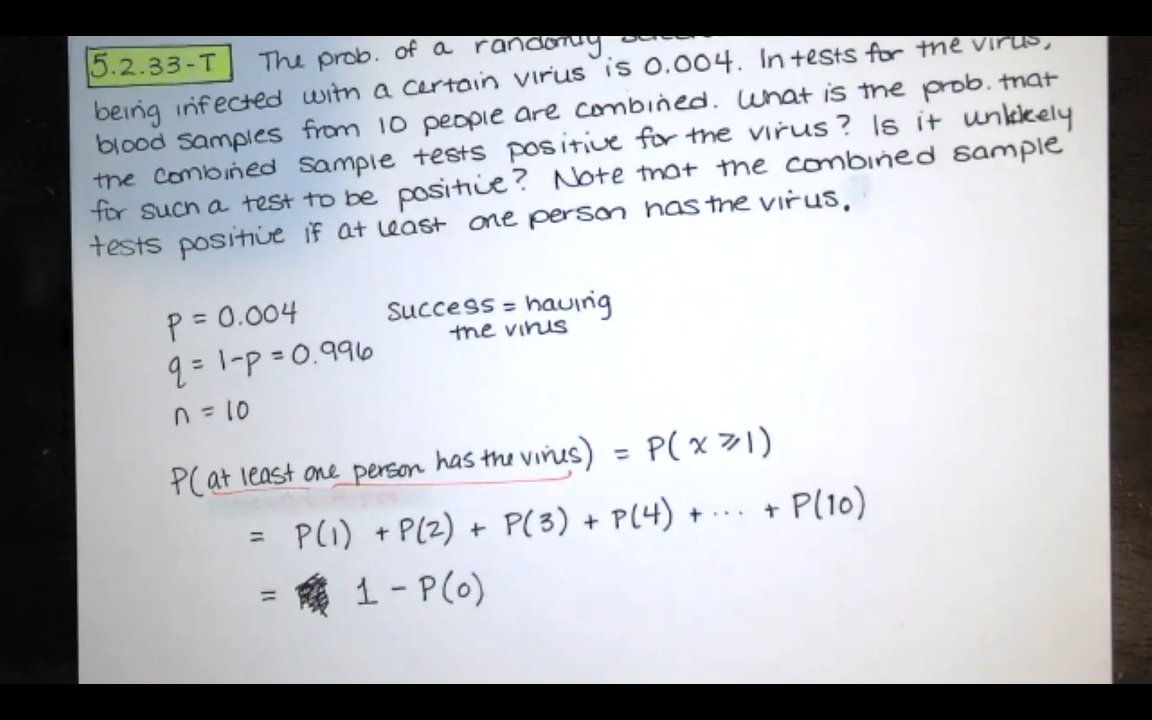 5.2.33-T The prob. of a randomly
being infected with a certain virus is 0.004. In tests for the virus,
blood samples from 10 people are combined. What is the prob. that
the combined sample tests positive for the virus? Is it unlikely
for such a test to be positive? Note that the combined sample
tests positive if at least one person has the virus.
p = 0.004 Success = having
the virus
q = 1-p = 0.996
n = 10
P(at least one person has the virus) = P(x ≥ 1)
= P(1) + P(2) + P(3) + P(4) + ... + P(10)
= 1 - P(0)